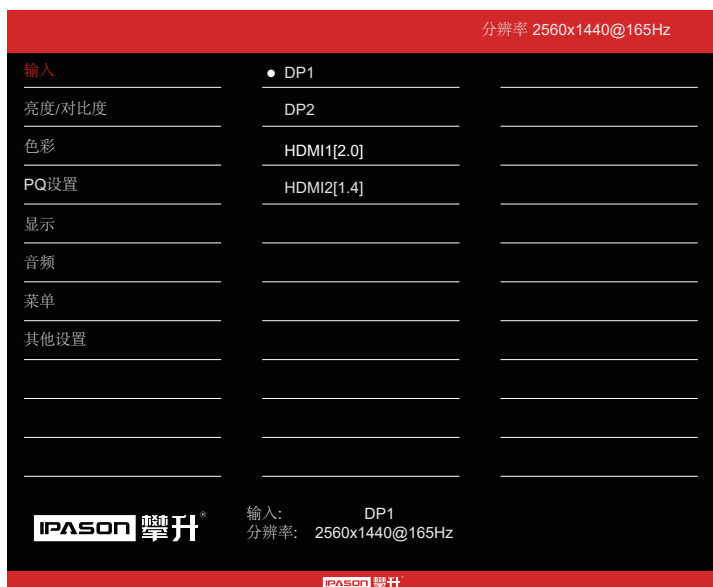 分辨率 2560x1440@165Hz
输入
● DP1
亮度/对比度
DP2
色彩
HDMI1[2.0]
PQ设置
HDMI2[1.4]
显示
音频
菜单
其他设置
IPASON 攀升®
输入: DP1
分辨率: 2560x1440@165Hz
IPASON 攀升